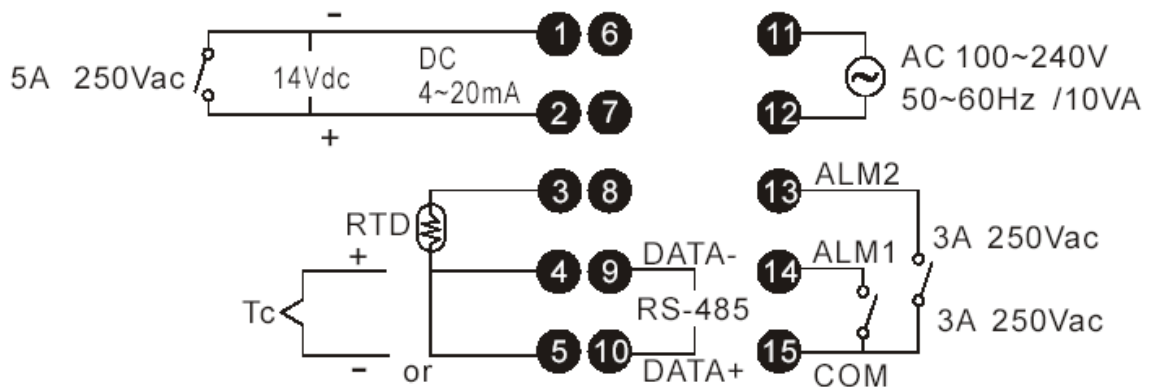 -
1 6
11
5A 250Vac
14Vdc
DC
4~20mA
AC 100~240V
50~60Hz /10VA
+
2 7
12
3 8
13 ALM2
RTD
+
4 9 DATA-
14 ALM1
3A 250Vac
Tc
RS-485
3A 250Vac
-
or
5 10 DATA+
15 COM